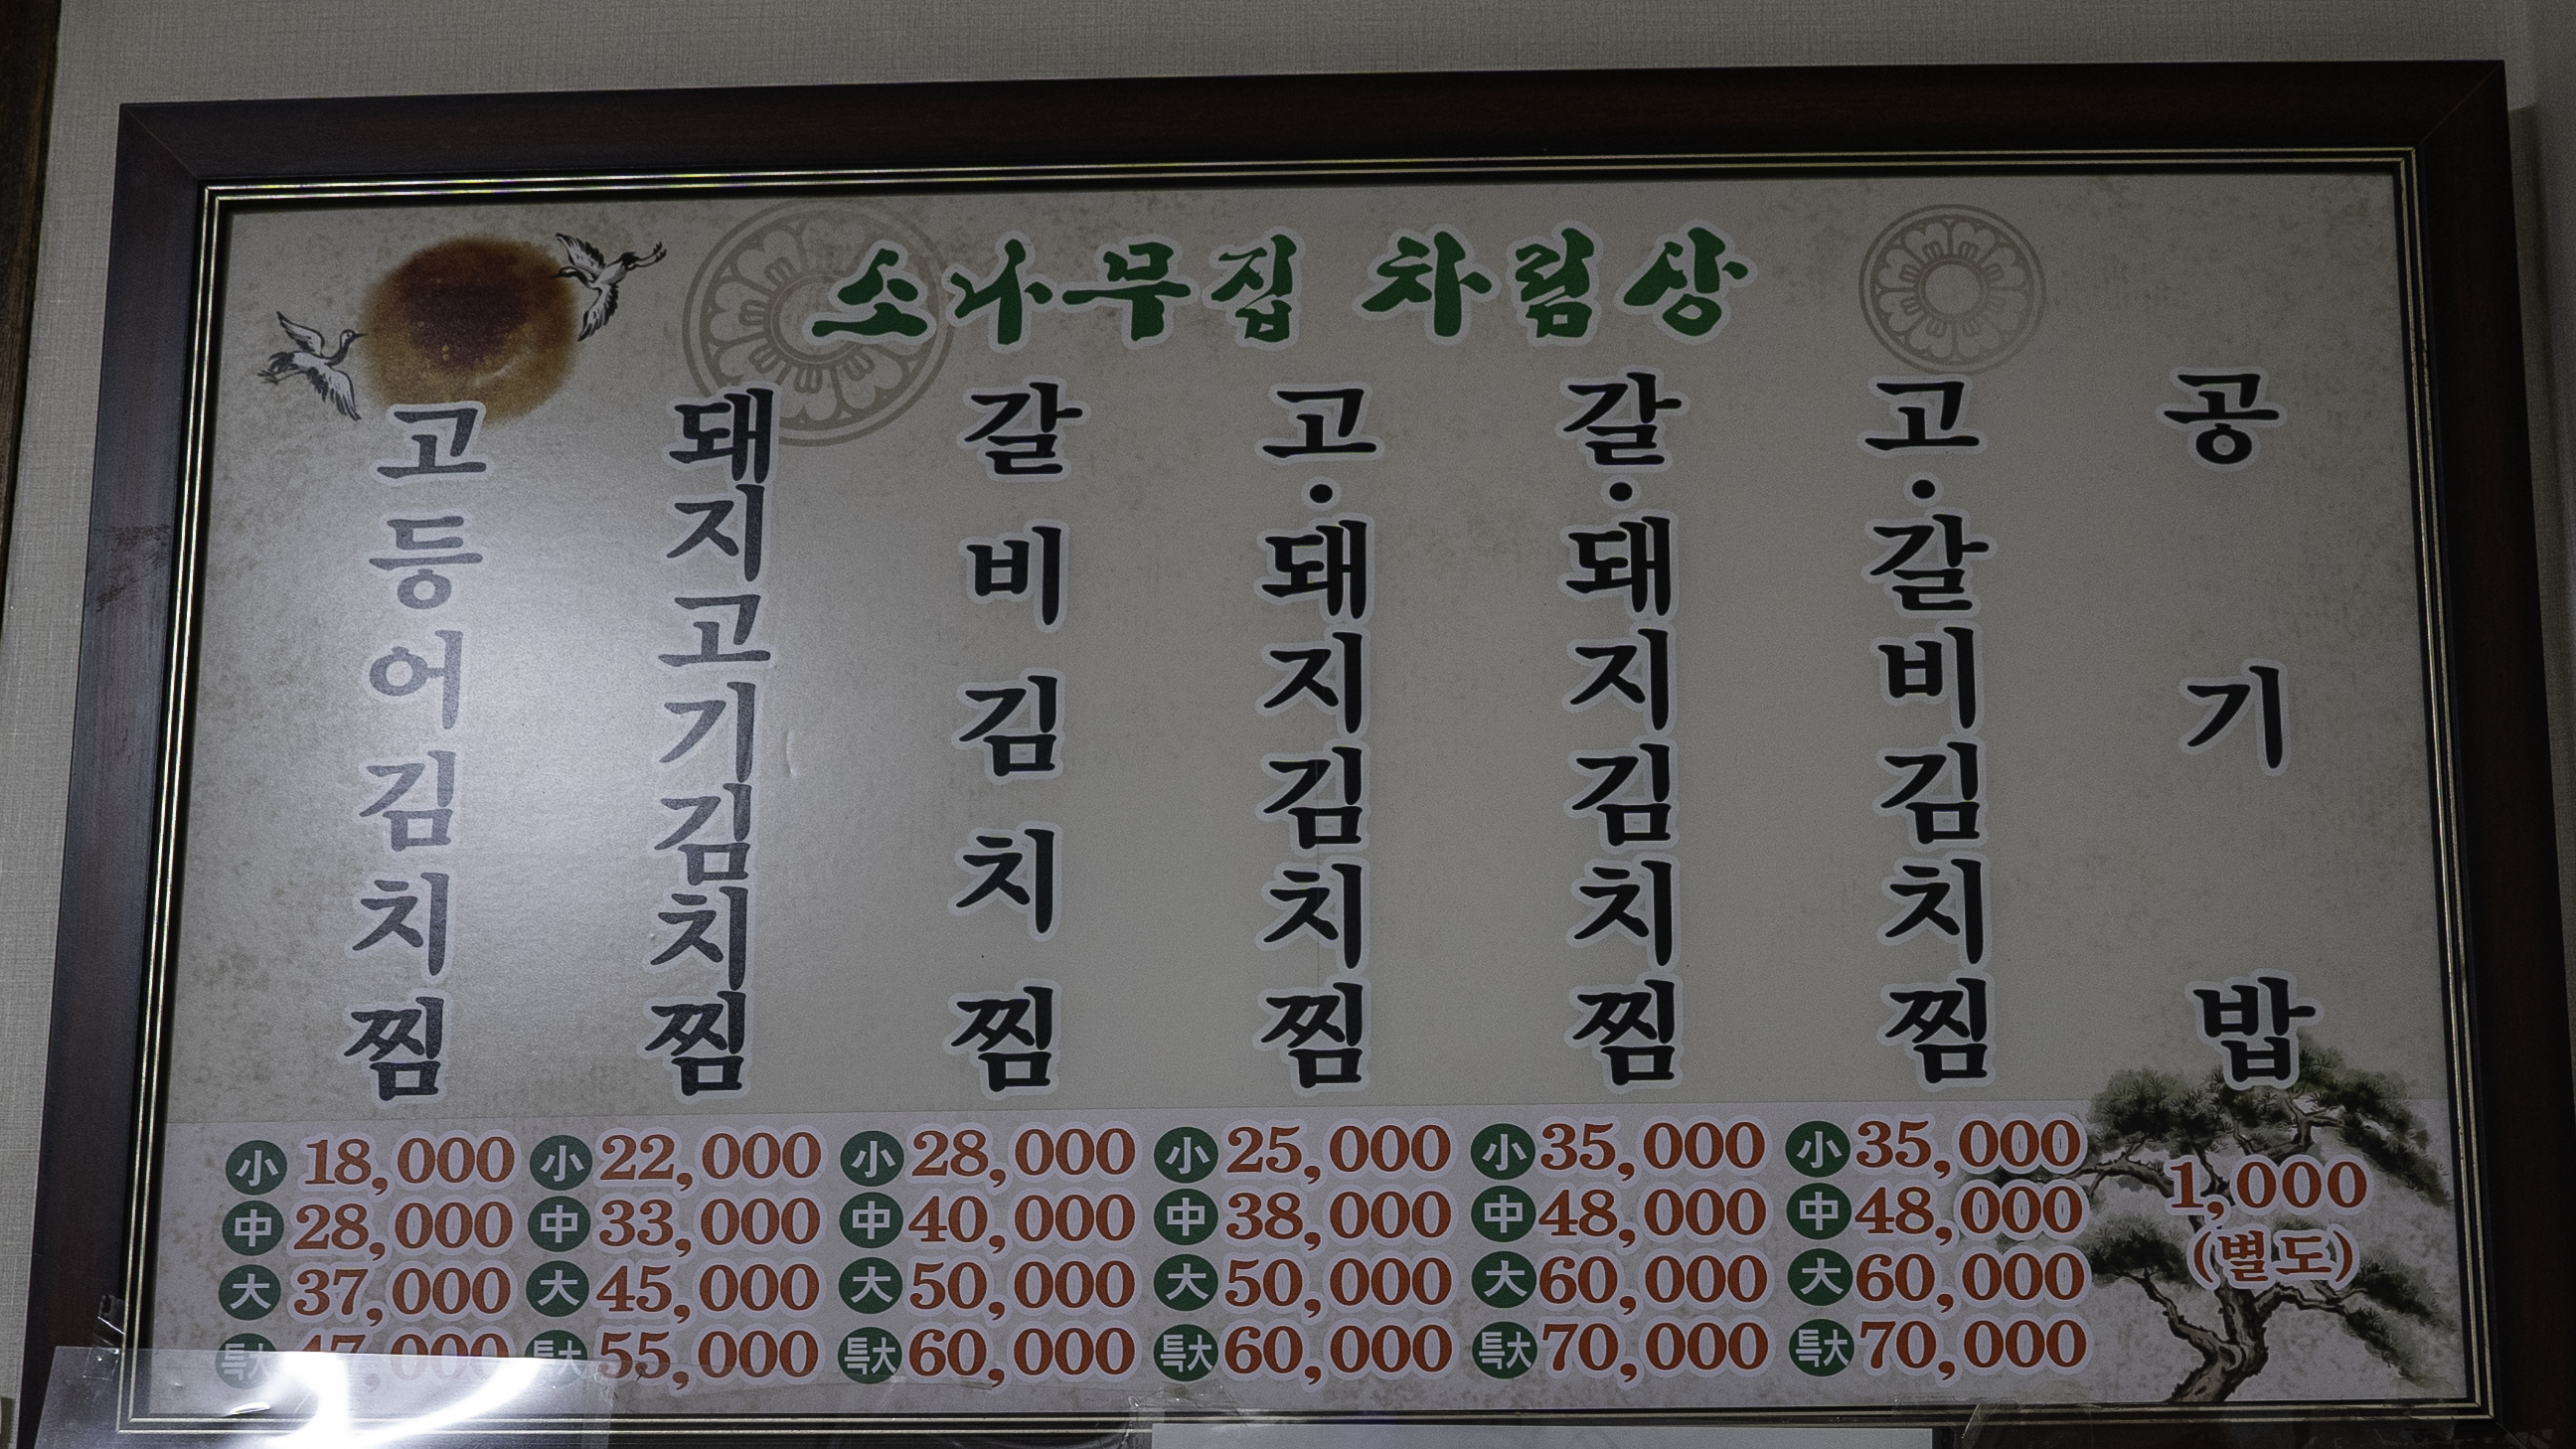 소나무집 차림상
고등어김치찜
돼지고기김치찜
갈비김치찜
고·돼지김치찜
갈·돼지김치찜
고·갈비김치찜
공기밥
小 18,000 小 22,000 小 28,000 小 25,000 小 35,000 小 35,000 1,000
中 28,000 中 33,000 中 40,000 中 38,000 中 48,000 中 48,000 (별도)
大 37,000 大 45,000 大 50,000 大 50,000 大 60,000 大 60,000
특大 47,000 특大 55,000 특大 60,000 특大 60,000 특大 70,000 특大 70,000